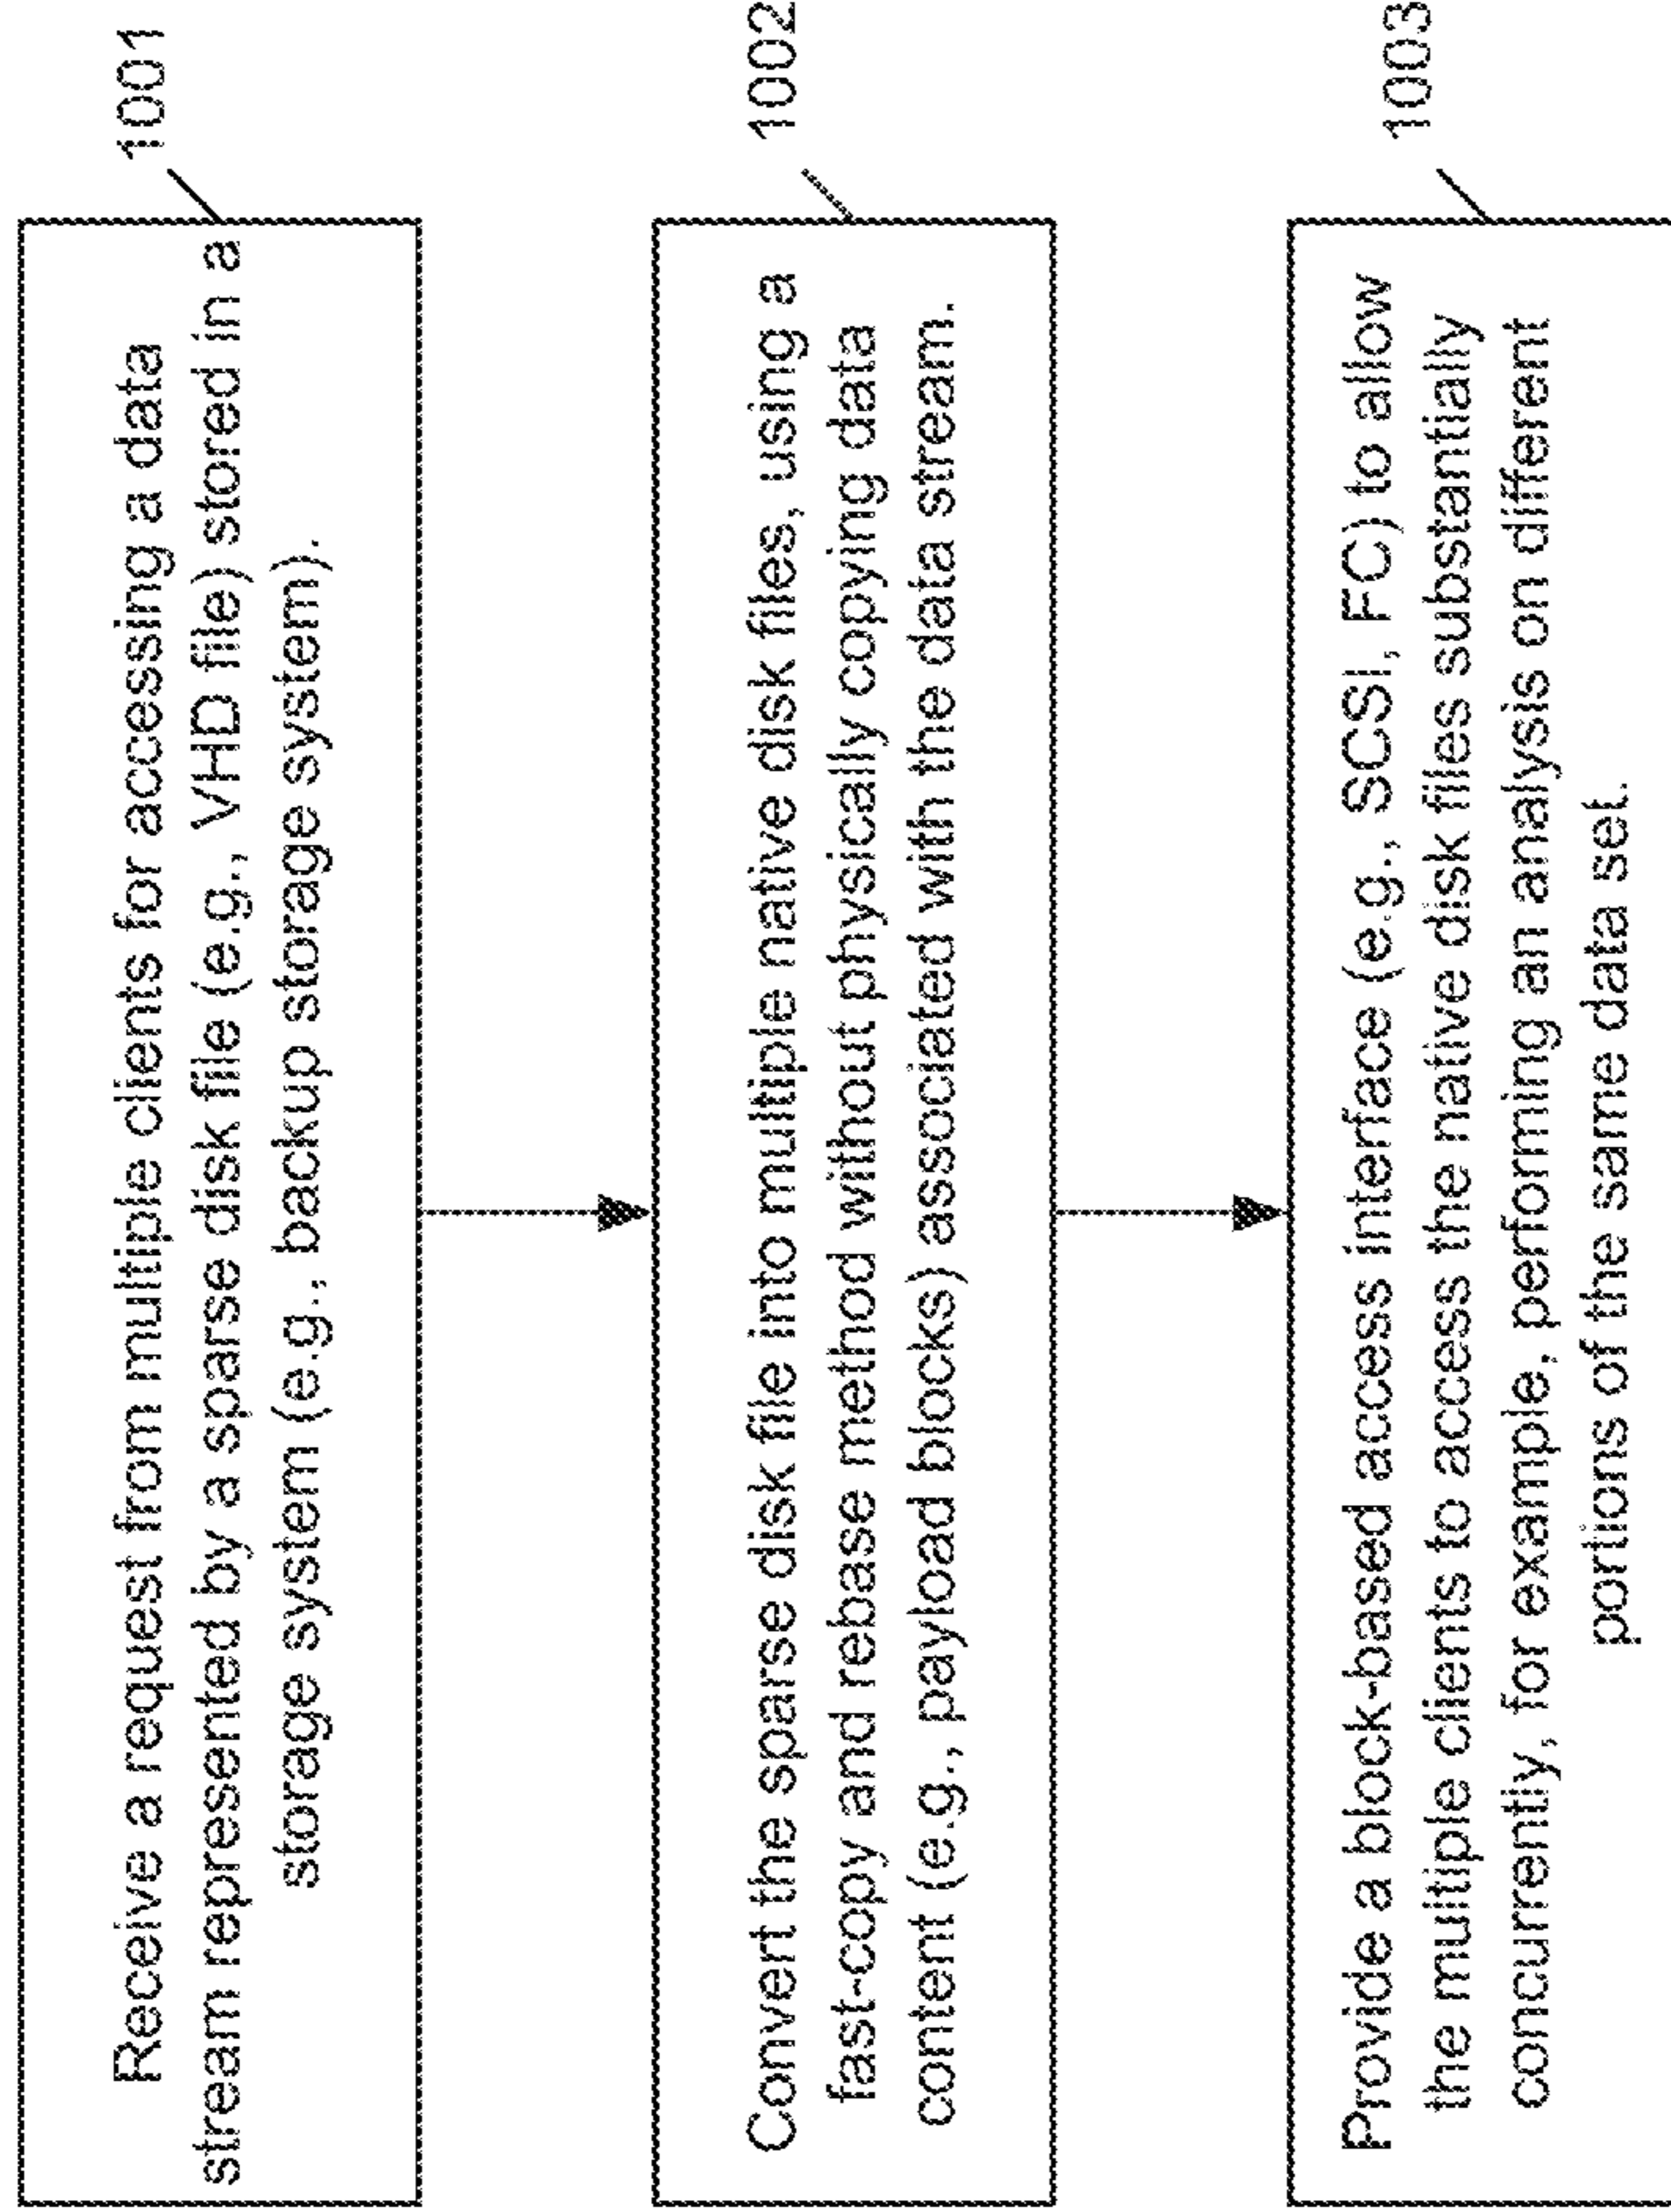 Receive a request from multiple clients for accessing a data
stream represented by a sparse disk file (e.g., VHD file) stored in a
storage system (e.g., backup storage system).
1001
Convert the sparse disk file into multiple native disk files, using a
fast-copy and rebase method without physically copying data
content (e.g., payload blocks) associated with the data stream.
1002
Provide a block-based access interface (e.g., SCSI, FC) to allow
the multiple clients to access the native disk files substantially
concurrently, for example, performing an analysis on different
portions of the same data set.
1003